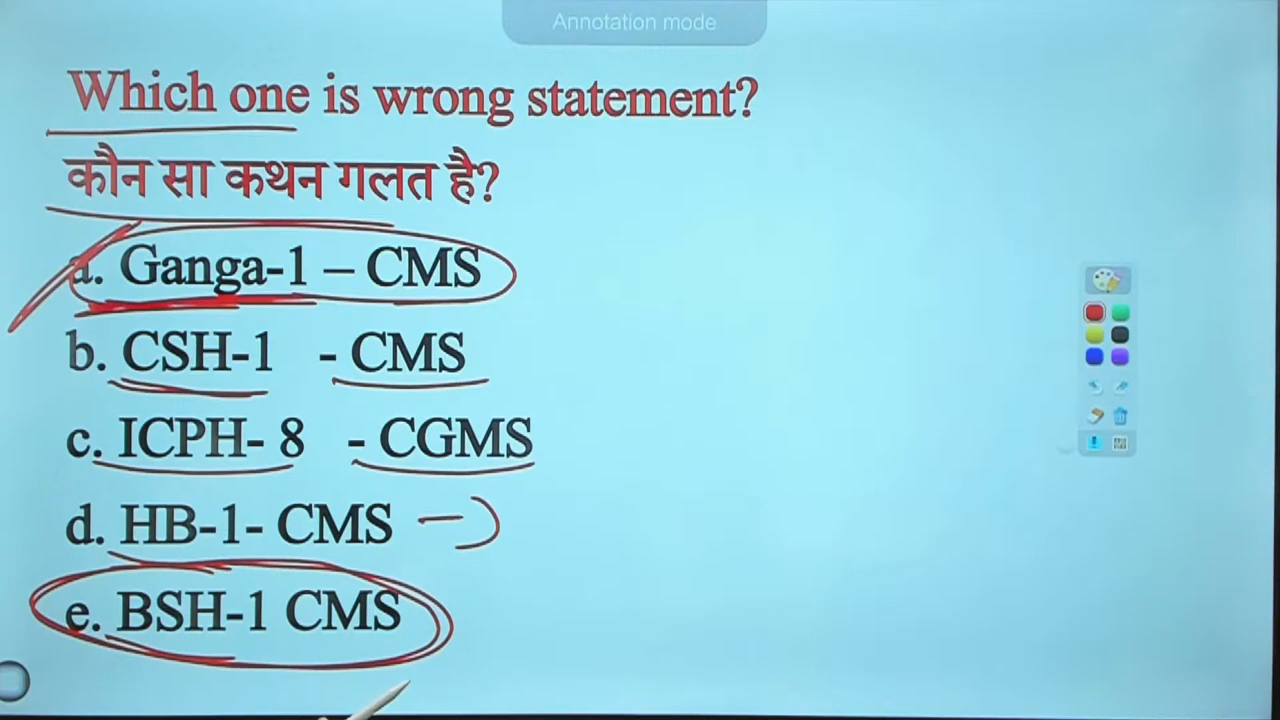 Annotation mode
Which one is wrong statement?
कौन सा कथन गलत है?
a. Ganga-1 – CMS
b. CSH-1 - CMS
c. ICPH- 8 - CGMS
d. HB-1- CMS
e. BSH-1 CMS